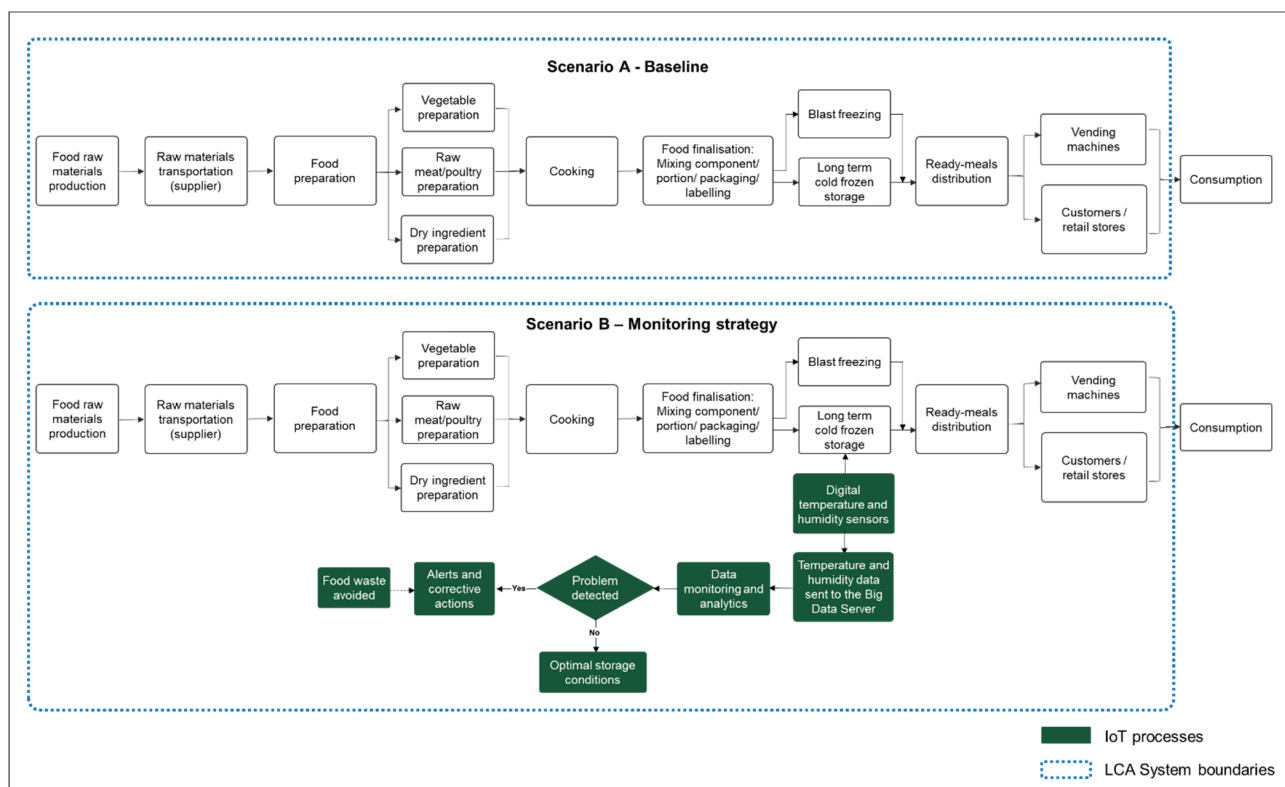 Scenario A - Baseline
Food raw
materials
production
Raw materials
transportation
(supplier)
Food
preparation
Vegetable
preparation
Raw
meat/poultry
preparation
Dry ingredient
preparation
Cooking
Food finalisation:
Mixing component/
portion/ packaging/
labelling
Blast freezing
Long term
cold frozen
storage
Ready-meals
distribution
Vending
machines
Customers /
retail stores
Consumption
Scenario B – Monitoring strategy
Food raw
materials
production
Raw materials
transportation
(supplier)
Food
preparation
Vegetable
preparation
Raw
meat/poultry
preparation
Dry ingredient
preparation
Cooking
Food finalisation:
Mixing component/
portion/ packaging/
labelling
Blast freezing
Long term
cold frozen
storage
Ready-meals
distribution
Vending
machines
Customers /
retail stores
Consumption
Digital
temperature and
humidity sensors
Temperature and
humidity data
sent to the Big
Data Server
Data
monitoring and
analytics
Problem
detected
Yes
Alerts and
corrective
actions
Food waste
avoided
No
Optimal storage
conditions
IoT processes
LCA System boundaries